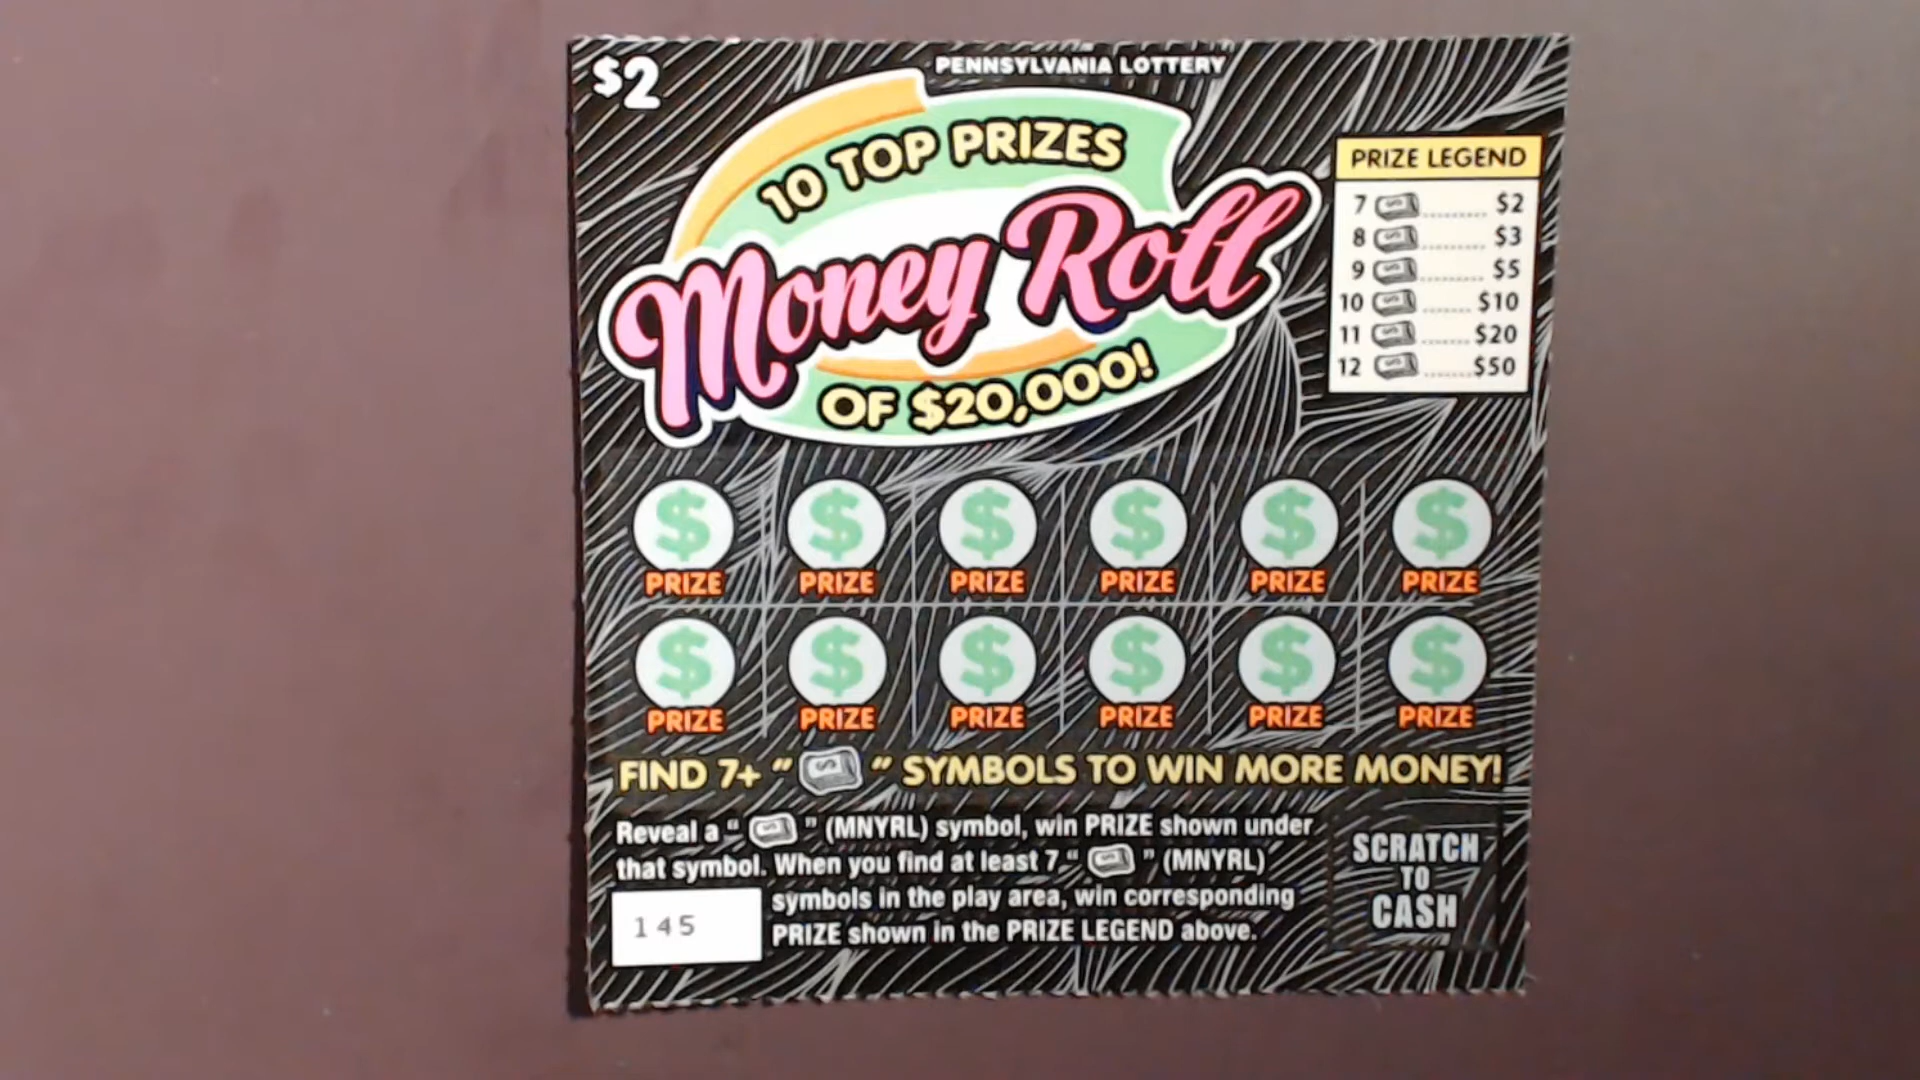 $2
PENNSYLVANIA LOTTERY
10 TOP PRIZES
Money Roll
OF $20,000!
PRIZE LEGEND
7 ........ $2
8 ........ $3
9 ........ $5
10 ....... $10
11 ....... $20
12 ....... $50
$ $ $ $ $ $
PRIZE PRIZE PRIZE PRIZE PRIZE PRIZE
$ $ $ $ $ $
PRIZE PRIZE PRIZE PRIZE PRIZE PRIZE
FIND 7+ " " SYMBOLS TO WIN MORE MONEY!
Reveal a " " (MNYRL) symbol, win PRIZE shown under
that symbol. When you find at least 7 " " (MNYRL)
symbols in the play area, win corresponding
PRIZE shown in the PRIZE LEGEND above.
145
SCRATCH
TO
CASH